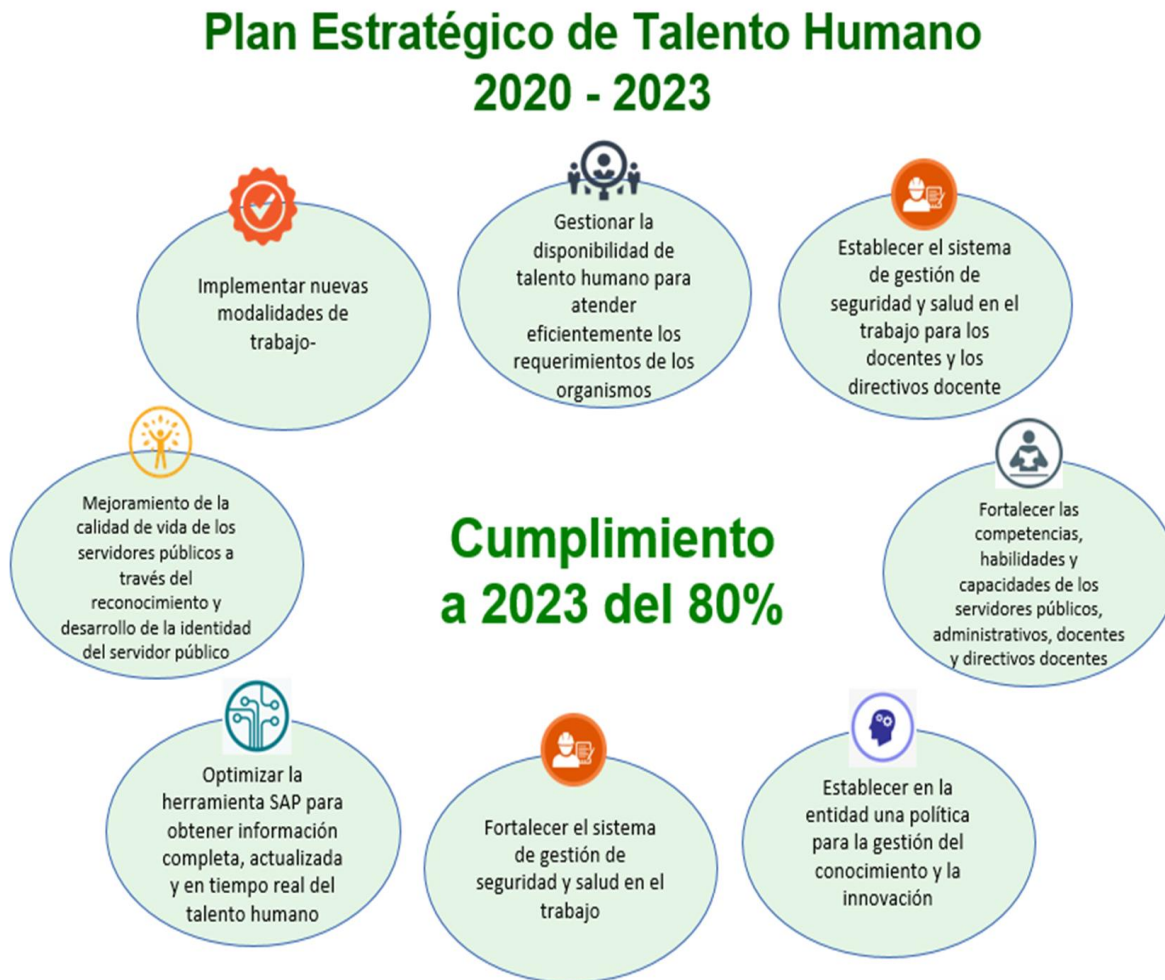 Plan Estratégico de Talento Humano
2020 - 2023
Implementar nuevas
modalidades de
trabajo-
Gestionar la
disponibilidad de
talento humano para
atender
eficientemente los
requerimientos de los
organismos
Establecer el sistema
de gestión de
seguridad y salud en el
trabajo para los
docentes y los
directivos docente
Mejoramiento de la
calidad de vida de los
servidores públicos a
través del
reconocimiento y
desarrollo de la identidad
del servidor público
Cumplimiento
a 2023 del 80%
Fortalecer las
competencias,
habilidades y
capacidades de los
servidores públicos,
administrativos, docentes
y directivos docentes
Optimizar la
herramienta SAP para
obtener información
completa, actualizada
y en tiempo real del
talento humano
Fortalecer el sistema
de gestión de
seguridad y salud en el
trabajo
Establecer en la
entidad una política
para la gestión del
conocimiento y la
innovación